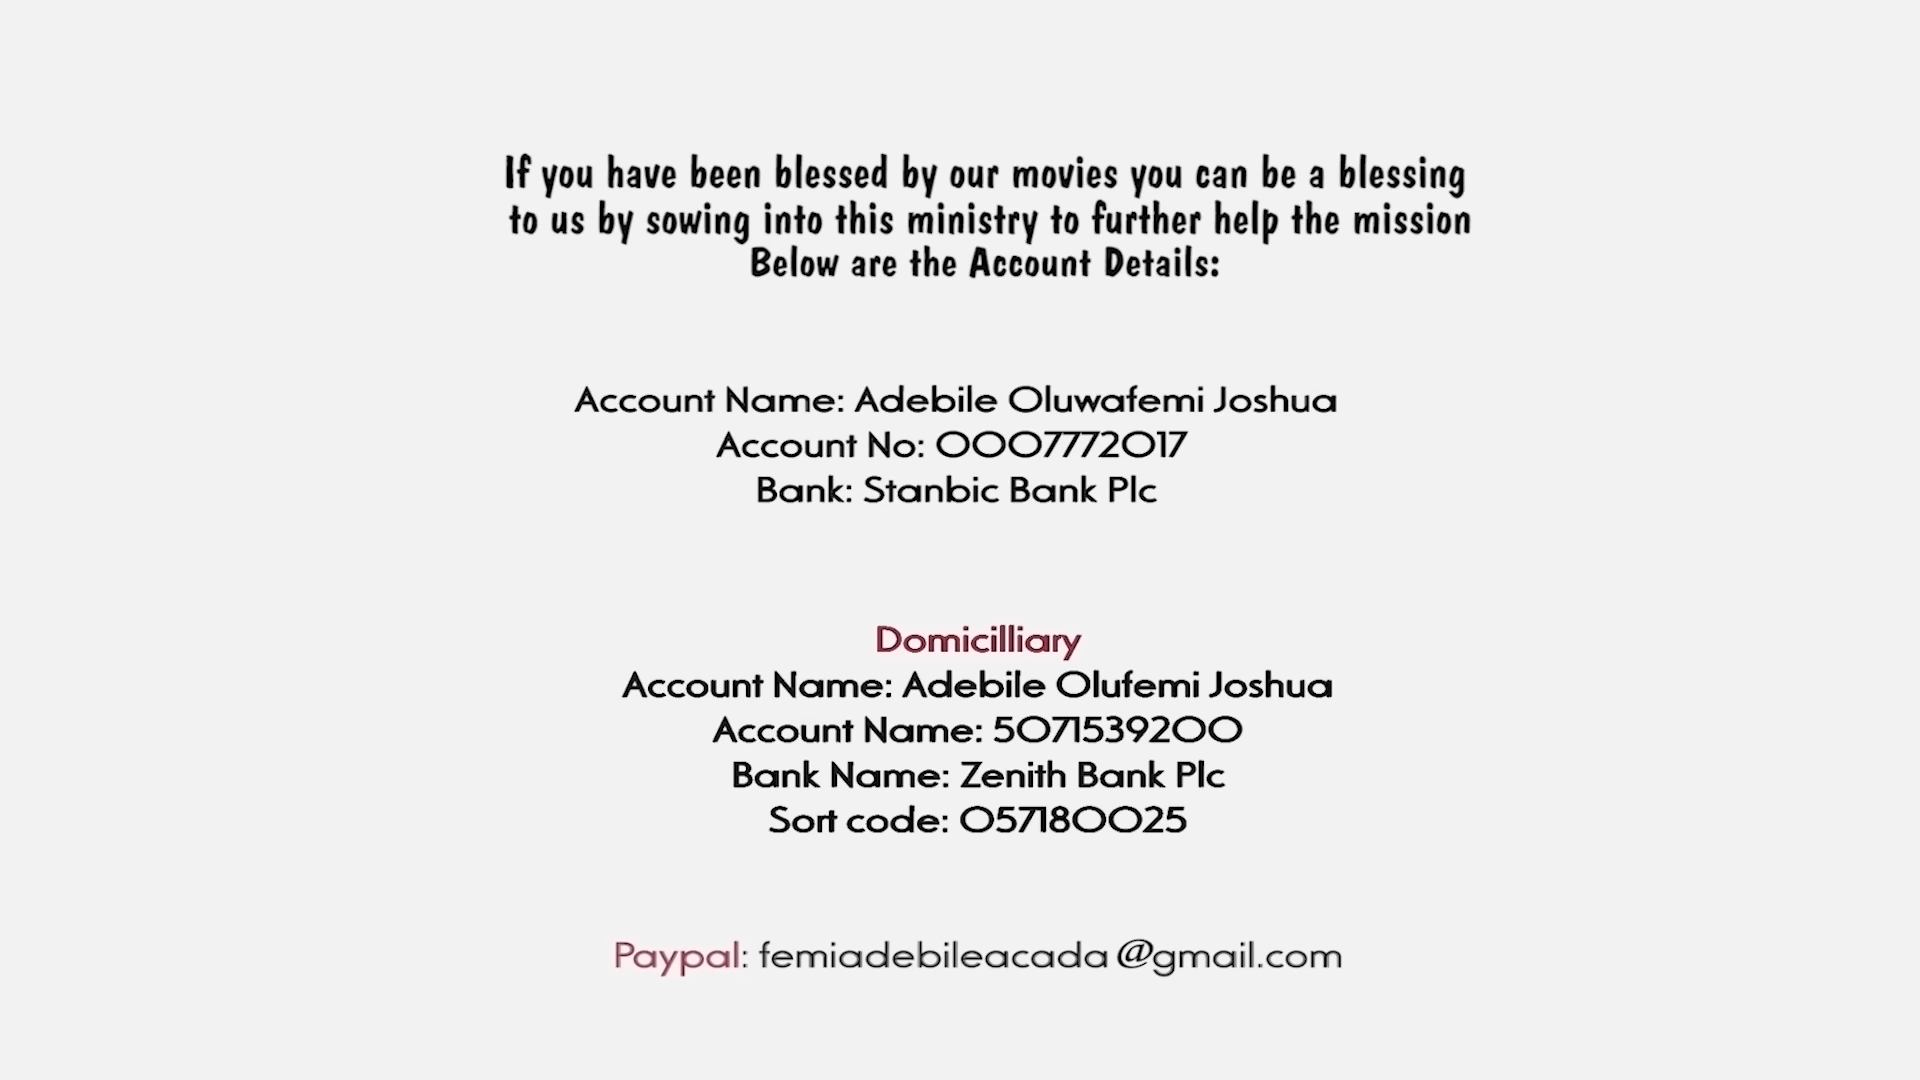 If you have been blessed by our movies you can be a blessing
to us by sowing into this ministry to further help the mission
Below are the Account Details:
Account Name: Adebile Oluwafemi Joshua
Account No: 0007772017
Bank: Stanbic Bank Plc
Domicilliary
Account Name: Adebile Olufemi Joshua
Account Name: 5071539200
Bank Name: Zenith Bank Plc
Sort code: 057180025
Paypal: femiadebileacada@gmail.com